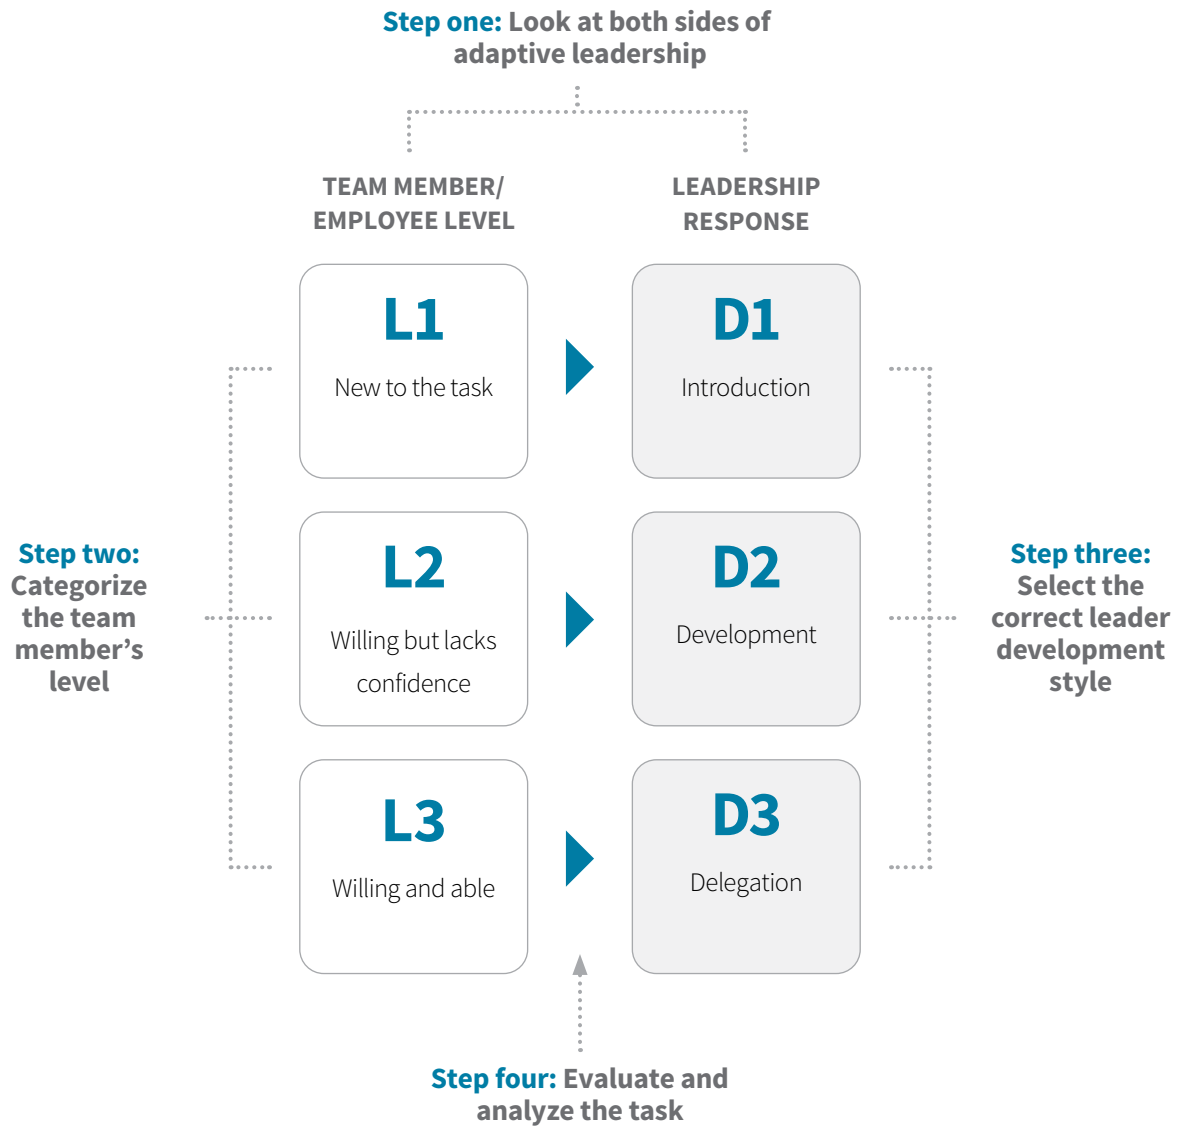 Step one: Look at both sides of
adaptive leadership
TEAM MEMBER/
EMPLOYEE LEVEL
LEADERSHIP
RESPONSE
L1
New to the task
D1
Introduction
Step two:
Categorize
the team
member’s
level
L2
Willing but lacks
confidence
D2
Development
Step three:
Select the
correct leader
development
style
L3
Willing and able
D3
Delegation
Step four: Evaluate and
analyze the task